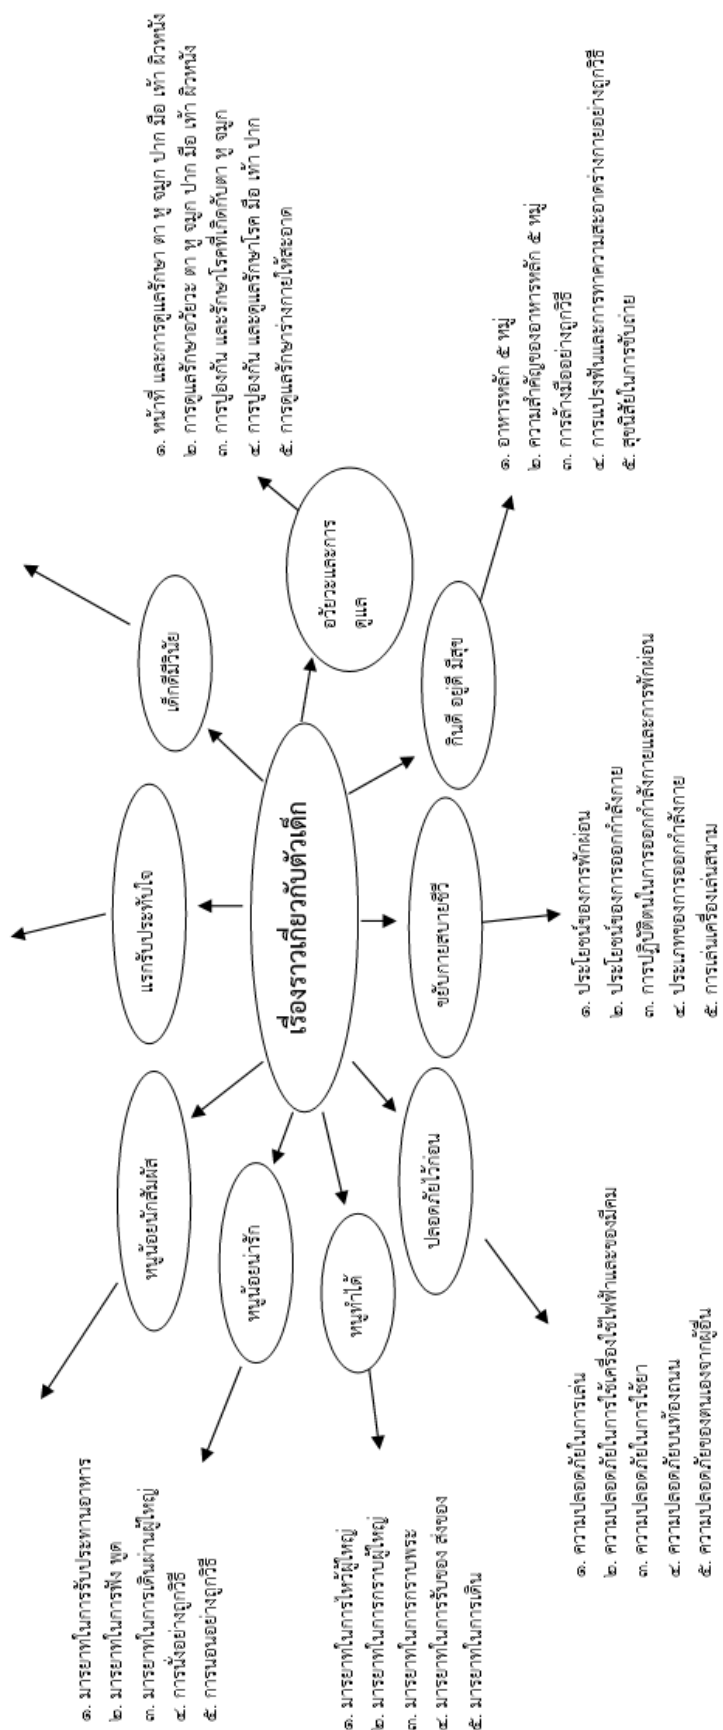 เรื่องราวเกี่ยวกับตัวเด็ก
แรกรับประทับใจ
เด็กดีมีวินัย
อวัยวะและการ
ดูแล
๑. หน้าที่ และการดูแลรักษา ตา หู จมูก ปาก มือ เท้า ผิวหนัง
๒. การดูแลรักษาอวัยวะ ตา หู จมูก ปาก มือ เท้า ผิวหนัง
๓. การป้องกัน และรักษาโรคที่เกิดกับตา หู จมูก
๔. การป้องกัน และดูแลรักษาโรค มือ เท้า ปาก
๕. การดูแลรักษาร่างกายให้สะอาด
กินดี อยู่ดี มีสุข
๑. อาหารหลัก ๕ หมู่
๒. ความสำคัญของอาหารหลัก ๕ หมู่
๓. การล้างมืออย่างถูกวิธี
๔. การแปรงฟันและการทำความสะอาดร่างกายอย่างถูกวิธี
๕. สุขนิสัยในการขับถ่าย
ขยับกายสบายชีวี
๑. ประโยชน์ของการพักผ่อน
๒. ประโยชน์ของการออกกำลังกาย
๓. การปฏิบัติตนในการออกกำลังกายและการพักผ่อน
๔. ประเภทของการออกกำลังกาย
๕. การเล่นเครื่องเล่นสนาม
ปลอดภัยไว้ก่อน
๑. ความปลอดภัยในการเล่น
๒. ความปลอดภัยในการใช้เครื่องใช้ไฟฟ้าและของมีคม
๓. ความปลอดภัยในการใช้ยา
๔. ความปลอดภัยบนท้องถนน
๕. ความปลอดภัยของตนเองจากผู้อื่น
หนูทำได้
๑. มารยาทในการไหว้ผู้ใหญ่
๒. มารยาทในการกราบผู้ใหญ่
๓. มารยาทในการกราบพระ
๔. มารยาทในการรับของ ส่งของ
๕. มารยาทในการเดิน
หนูน้อยน่ารัก
๑. มารยาทในการรับประทานอาหาร
๒. มารยาทในการฟัง พูด
๓. มารยาทในการเดินผ่านผู้ใหญ่
๔. การนั่งอย่างถูกวิธี
๕. การนอนอย่างถูกวิธี
หนูน้อยนักสัมผัส